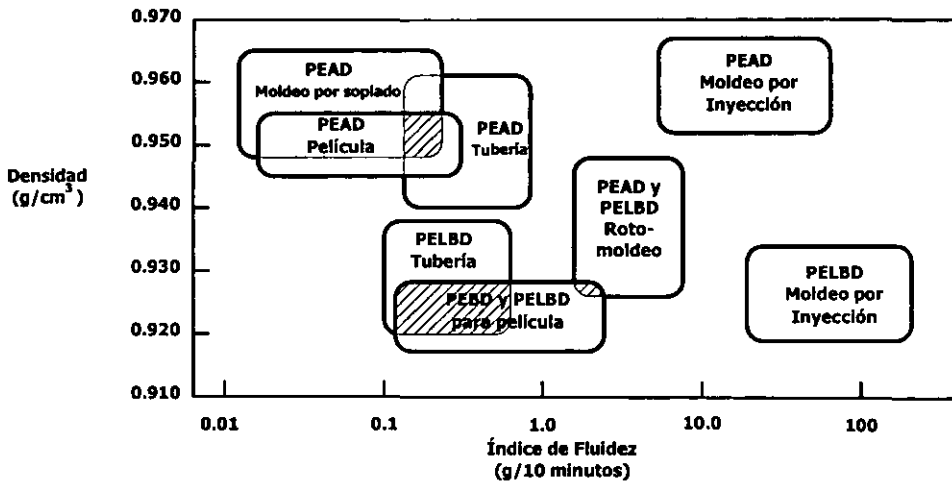 0.970
0.960
0.950
0.940
0.930
0.920
0.910
Densidad
(g/cm³)
PEAD
Moldeo por soplado
PEAD
Película
PEAD
Tubería
PEAD
Moldeo por
Inyección
PEAD y
PELBD
Roto-
moldeo
PELBD
Tubería
PEBD y PELBD
para película
PELBD
Moldeo por
Inyección
0.01
0.1
1.0
10.0
100
Índice de Fluidez
(g/10 minutos)